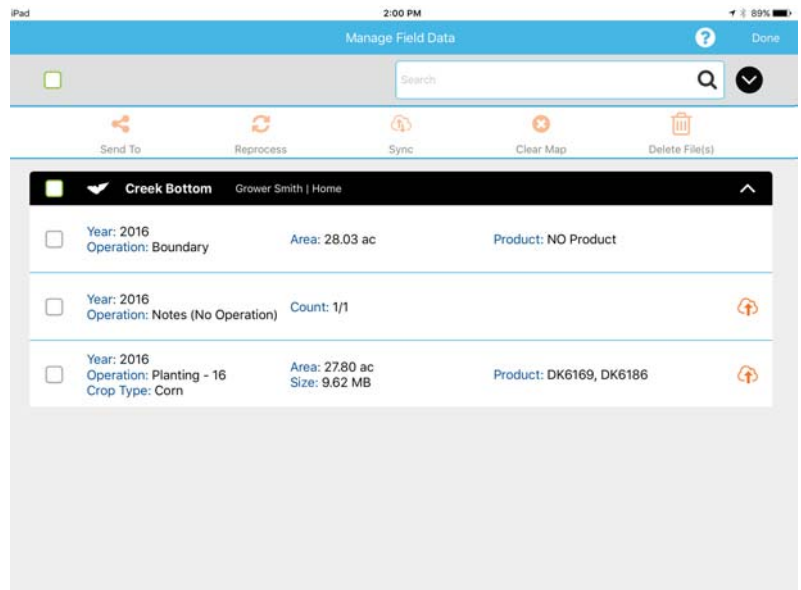 iPad 2:00 PM 89%
Manage Field Data ? Done
Search
Send To Reprocess Sync Clear Map Delete File(s)
Creek Bottom Grower Smith | Home
Year: 2016
Operation: Boundary
Area: 28.03 ac
Product: NO Product
Year: 2016
Operation: Notes (No Operation)
Count: 1/1
Year: 2016
Operation: Planting - 16
Crop Type: Corn
Area: 27.80 ac
Size: 9.62 MB
Product: DK6169, DK6186